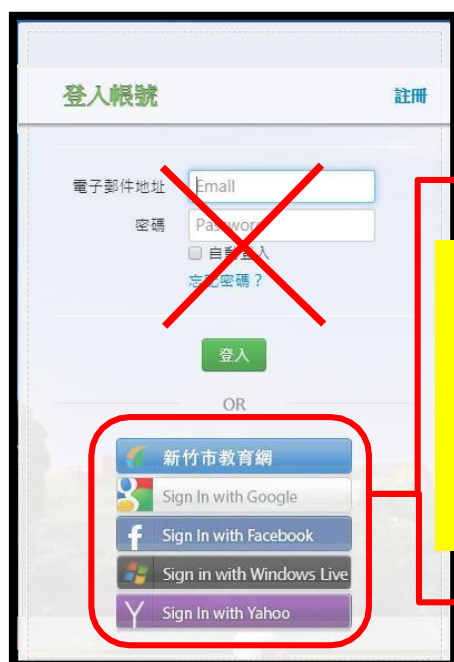 登入帳號
註冊
電子郵件地址 Email
密碼 Password
自動登入
忘記密碼？
登入
OR
新竹市教育網
Sign In with Google
Sign In with Facebook
Sign in with Windows Live
Sign In with Yahoo